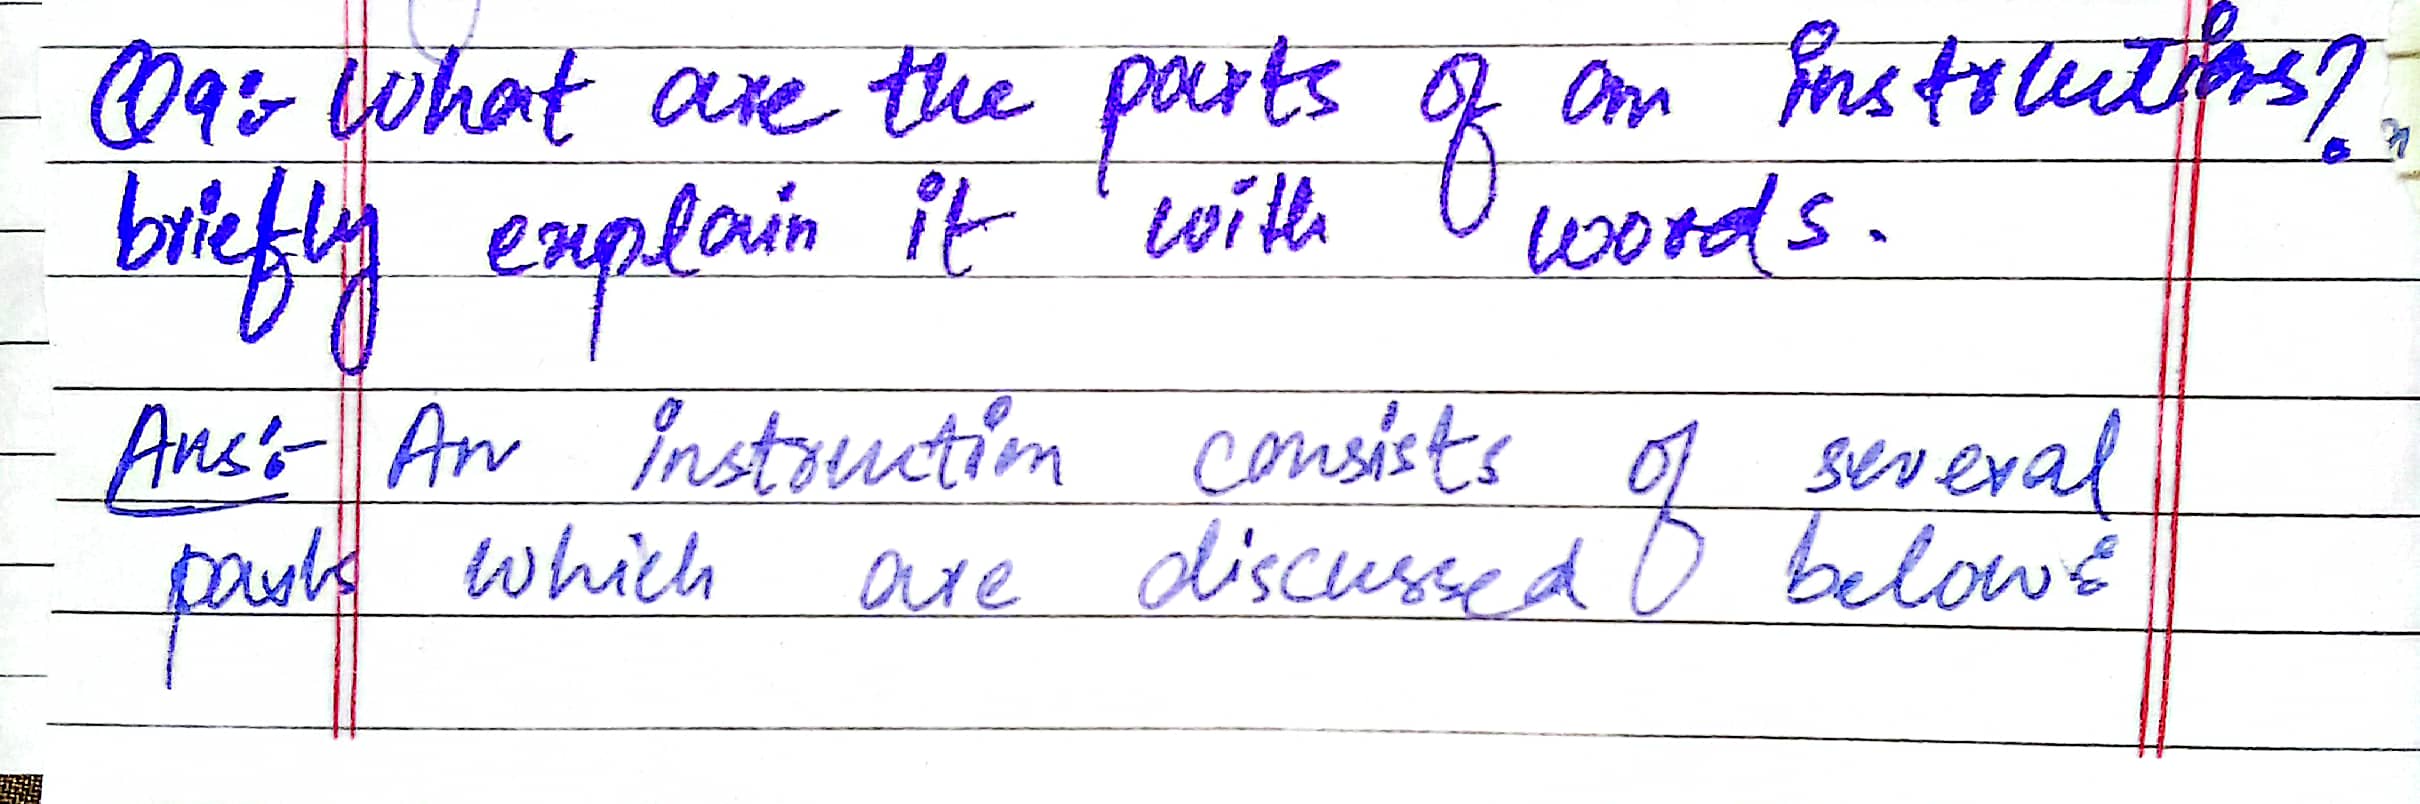 Q9:- What are the parts of an instructions?
briefly explain it with words.
Ans:- An instruction consists of several
parts which are discussed below: